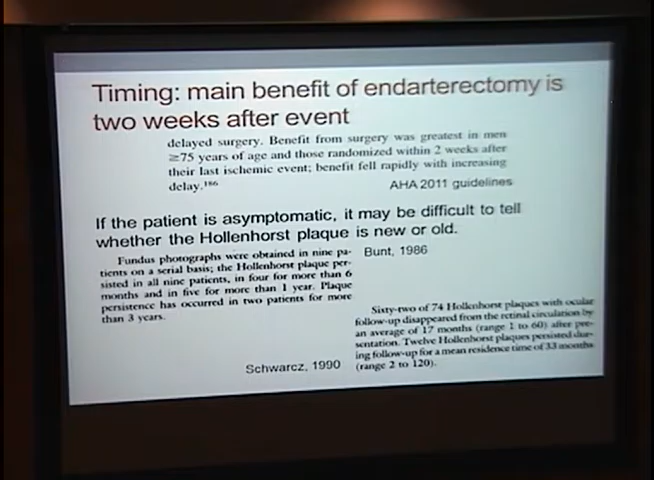 Timing: main benefit of endarterectomy is
two weeks after event
delayed surgery. Benefit from surgery was greatest in men
≥75 years of age and those randomized within 2 weeks after
their last ischemic event; benefit fell rapidly with increasing
delay.186
AHA 2011 guidelines
If the patient is asymptomatic, it may be difficult to tell
whether the Hollenhorst plaque is new or old.
Fundus photographs were obtained in nine pa-
tients on a serial basis; the Hollenhorst plaque per-
sisted in all nine patients, in four for more than 6
months and in five for more than 1 year. Plaque
persistence has occurred in two patients for more
than 3 years.
Bunt, 1986
Sixty-two of 74 Hollenhorst plaques with ocular
follow-up disappeared from the retinal circulation by
an average of 17 months (range 1 to 60) after pre-
sentation. Twelve Hollenhorst plaques persisted dur-
ing follow-up for a mean residence time of 33 months
(range 2 to 120).
Schwarcz, 1990